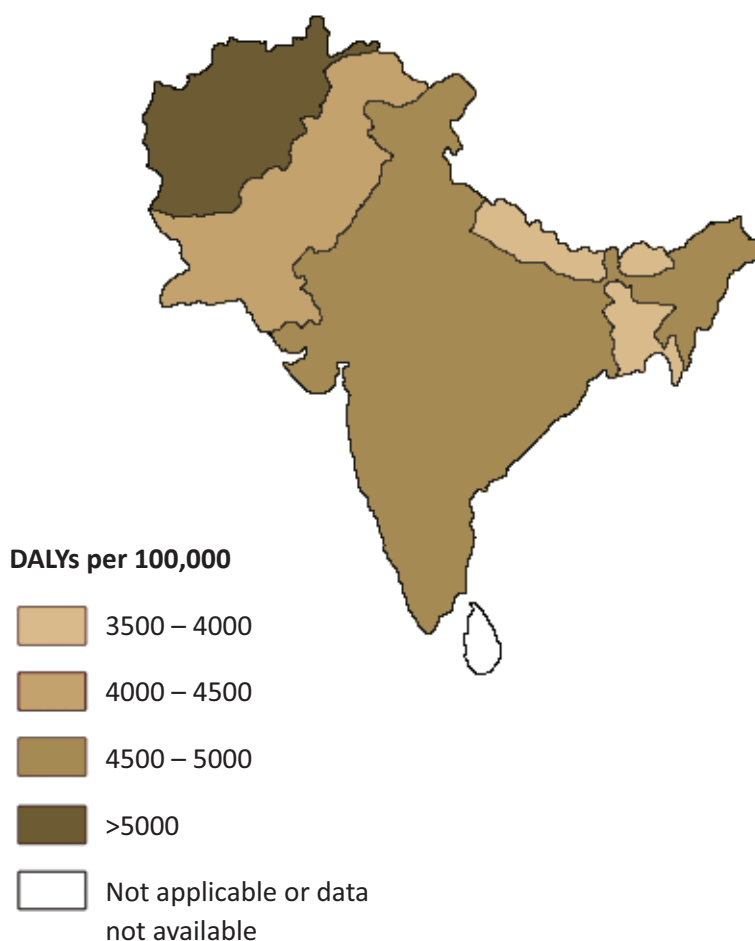 DALYs per 100,000
3500 – 4000
4000 – 4500
4500 – 5000
>5000
Not applicable or data
not available